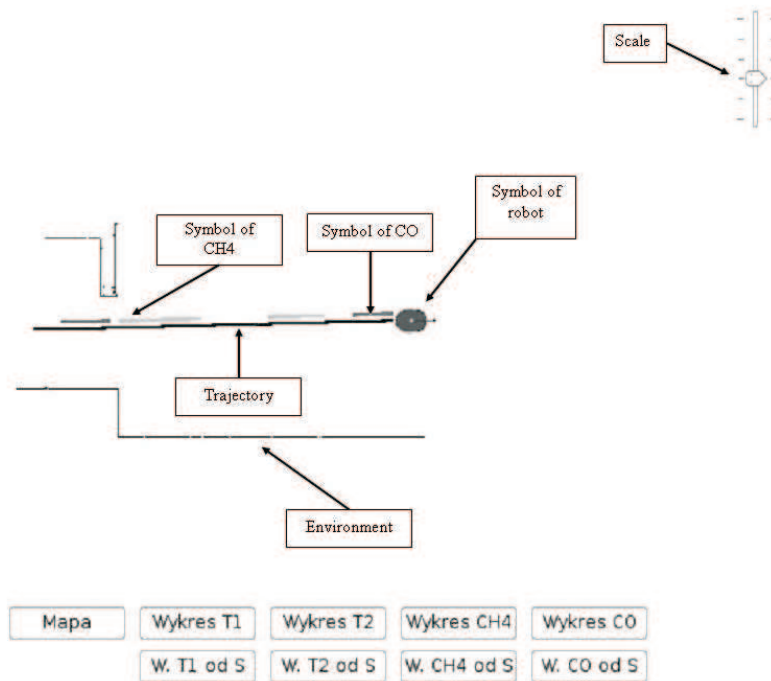 Scale
Symbol of
robot
Symbol of
CH4
Symbol of CO
Trajectory
Environment
Mapa
Wykres T1
Wykres T2
Wykres CH4
Wykres CO
W. T1 od S
W. T2 od S
W. CH4 od S
W. CO od S